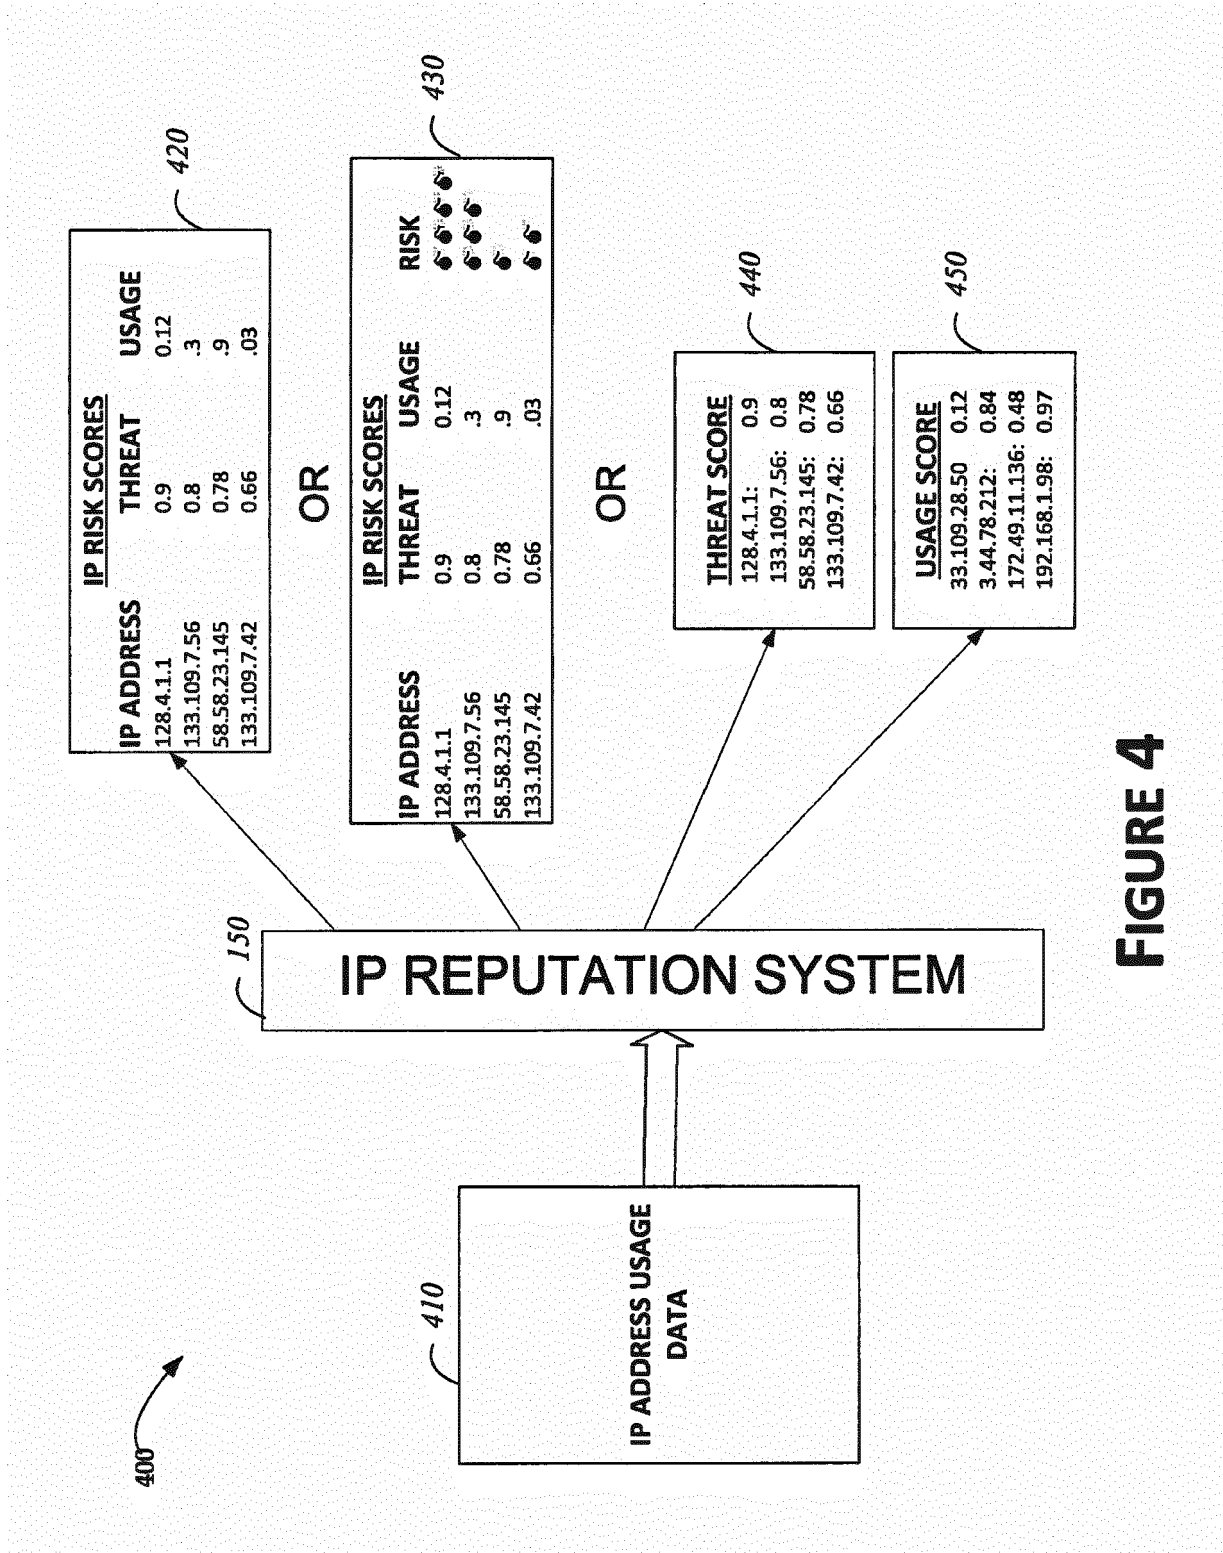 400
410
IP ADDRESS USAGE
DATA
150
IP REPUTATION SYSTEM
420
IP RISK SCORES
IP ADDRESS THREAT USAGE
128.4.1.1 0.9 0.12
133.109.7.56 0.8 .3
58.58.23.145 0.78 .9
133.109.7.42 0.66 .03
OR
430
IP RISK SCORES
IP ADDRESS THREAT USAGE RISK
128.4.1.1 0.9 0.12
133.109.7.56 0.8 .3
58.58.23.145 0.78 .9
133.109.7.42 0.66 .03
OR
440
THREAT SCORE
128.4.1.1: 0.9
133.109.7.56: 0.8
58.58.23.145: 0.78
133.109.7.42: 0.66
450
USAGE SCORE
33.109.28.50 0.12
3.44.78.212: 0.84
172.49.11.136: 0.48
192.168.1.98: 0.97
FIGURE 4